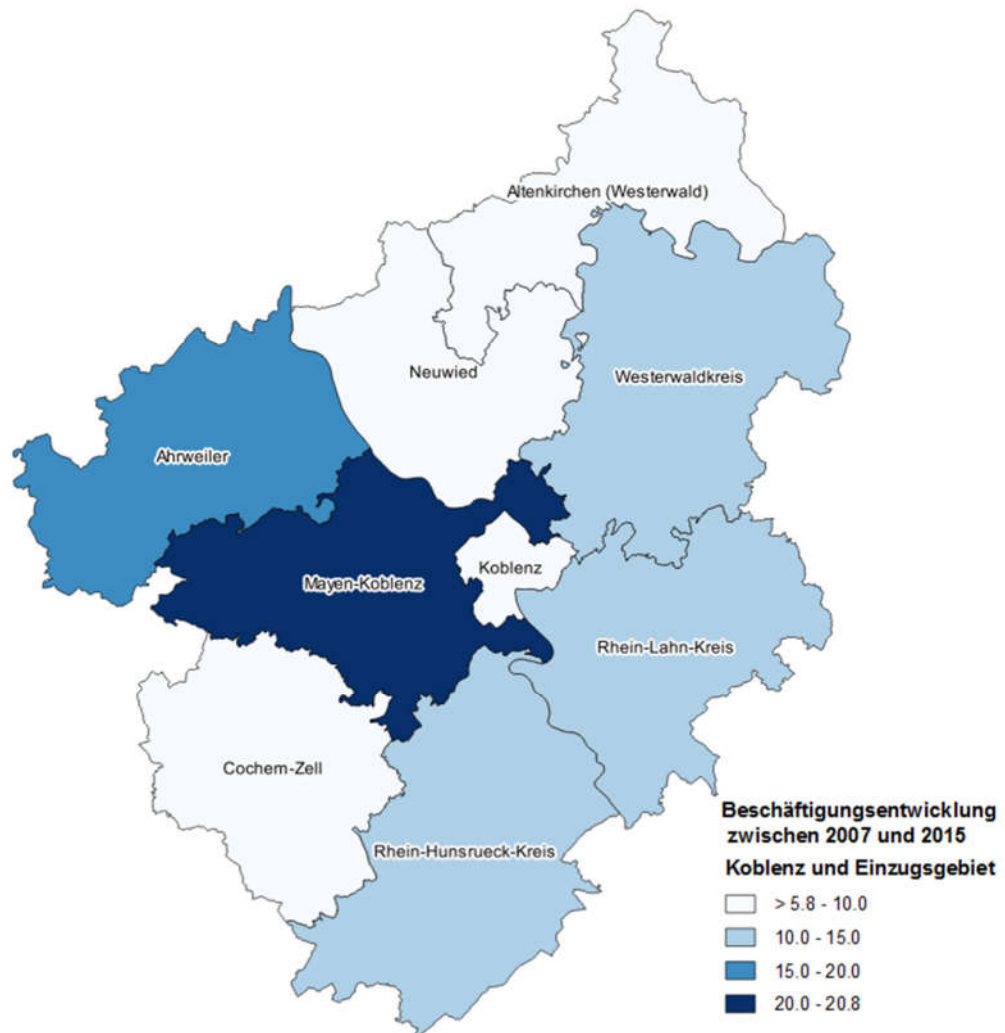 Altenkirchen (Westerwald)
Neuwied
Westerwaldkreis
Ahrweiler
Koblenz
Mayen-Koblenz
Rhein-Lahn-Kreis
Cochem-Zell
Rhein-Hunsrueck-Kreis
Beschäftigungsentwicklung
zwischen 2007 und 2015
Koblenz und Einzugsgebiet
> 5.8 - 10.0
10.0 - 15.0
15.0 - 20.0
20.0 - 20.8